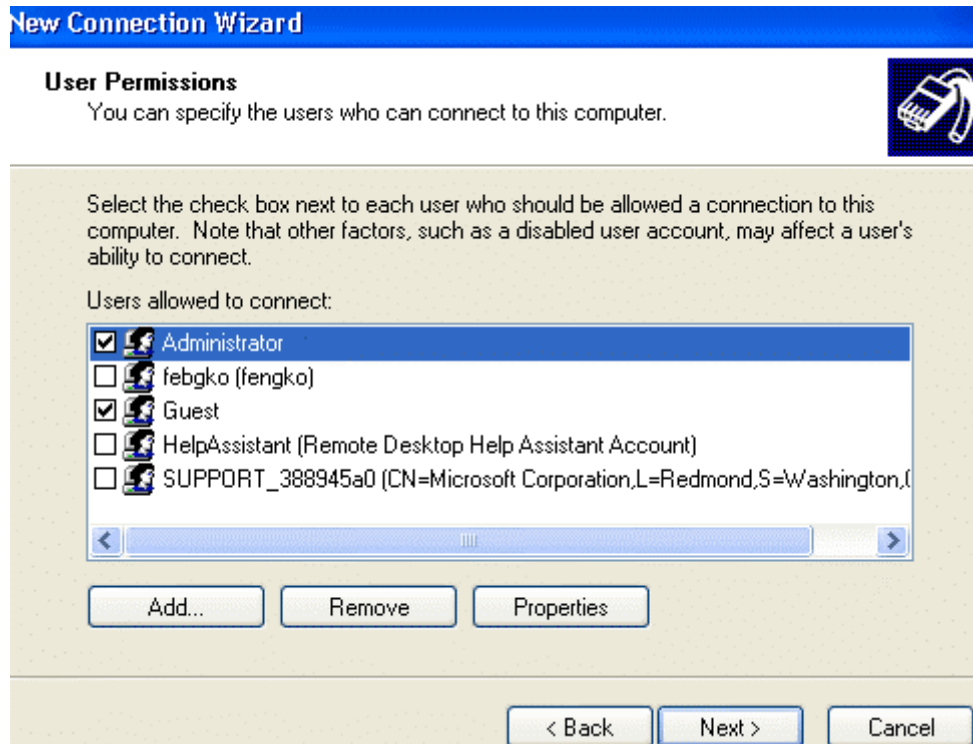 New Connection Wizard
User Permissions
You can specify the users who can connect to this computer.
Select the check box next to each user who should be allowed a connection to this
computer. Note that other factors, such as a disabled user account, may affect a user's
ability to connect.
Users allowed to connect:
Administrator
febgko (fengko)
Guest
HelpAssistant (Remote Desktop Help Assistant Account)
SUPPORT_388945a0 (CN=Microsoft Corporation,L=Redmond,S=Washington,(
Add...
Remove
Properties
< Back
Next >
Cancel